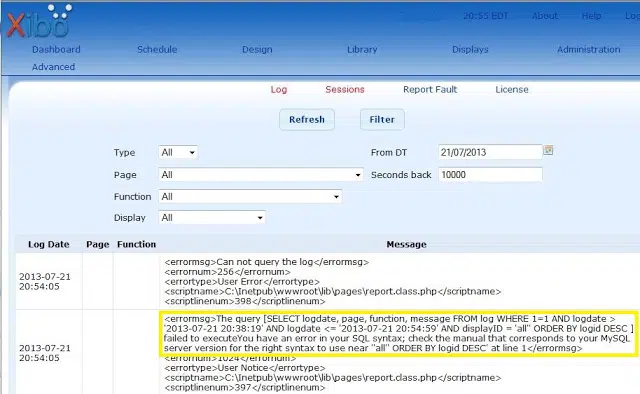 Xibo
20:55 EDT About Help Log
Dashboard Schedule Design Library Displays Administration
Advanced
Log Sessions Report Fault License
Refresh Filter
Type All From DT 21/07/2013
Page All Seconds back 10000
Function All
Display All
Log Date Page Function Message
<errormsg>Can not query the log</errormsg>
<errornum>256</errornum>
2013-07-21 <errortype>User Error</errortype>
20:54:05 <scriptname>C:\Inetpub\wwwroot\lib\pages\report.class.php</scriptname>
<scriptlinenum>398</scriptlinenum>
<errormsg>The query [SELECT logdate, page, function, message FROM log WHERE 1=1 AND logdate >
'2013-07-21 20:38:19' AND logdate <= '2013-07-21 20:54:59' AND displayID = 'all'' ORDER BY logid DESC ]
failed to executeYou have an error in your SQL syntax; check the manual that corresponds to your MySQL
server version for the right syntax to use near ''all'' ORDER BY logid DESC' at line 1</errormsg>
2013-07-21 <errornum>1024</errornum>
20:54:05 <errortype>User Notice</errortype>
<scriptname>C:\Inetpub\wwwroot\lib\pages\report.class.php</scriptname>
<scriptlinenum>397</scriptlinenum>